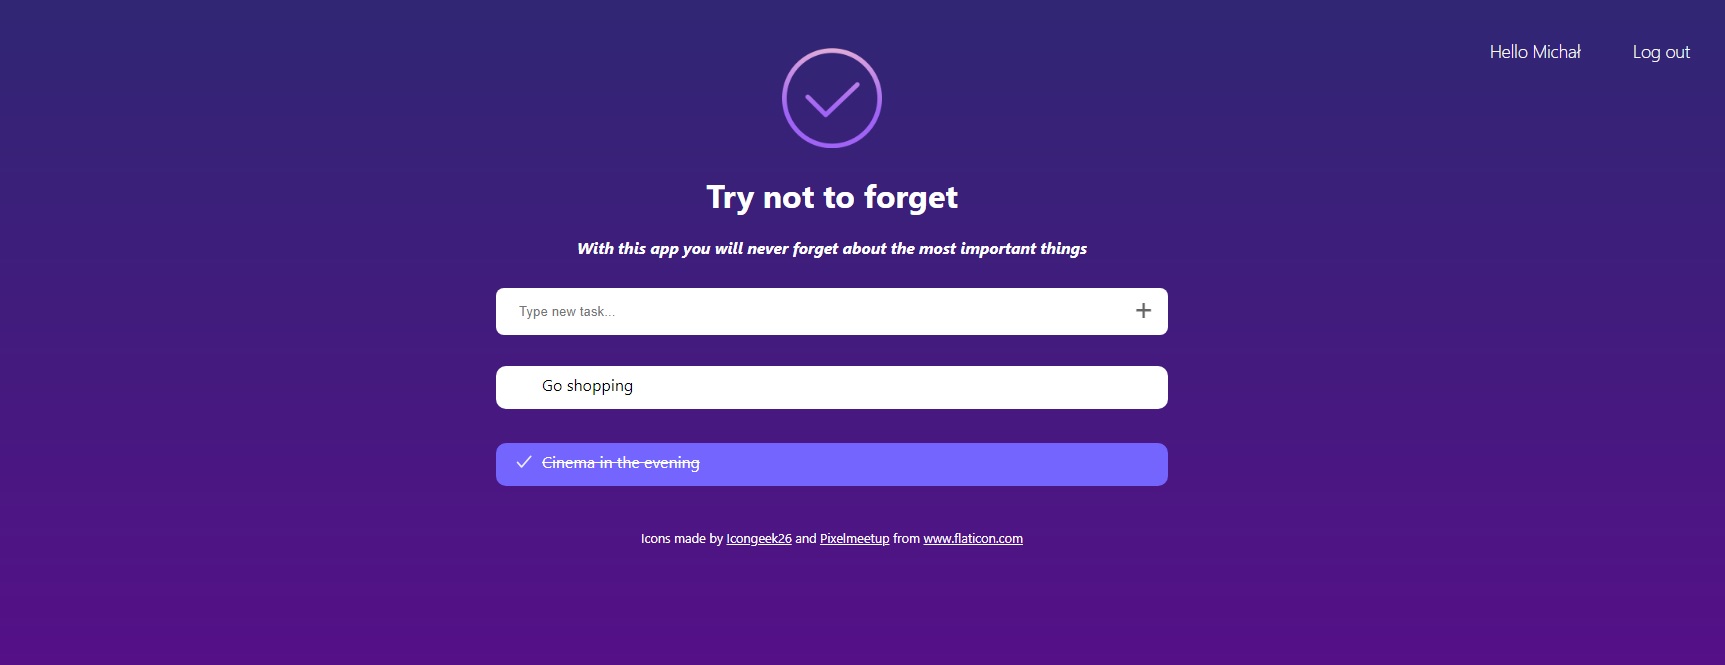 Hello Michał
Log out
Try not to forget
With this app you will never forget about the most important things
Type new task...
Go shopping
Cinema in the evening
Icons made by Icongeek26 and Pixelmeetup from www.flaticon.com